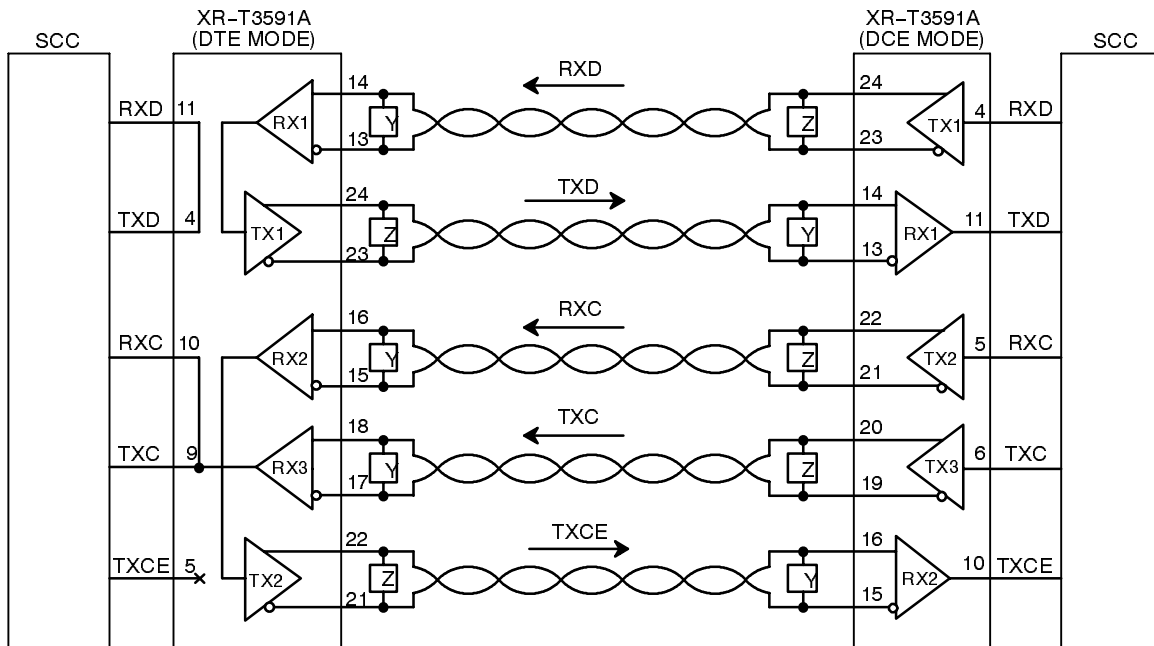 SCC
XR–T3591A
(DTE MODE)
XR–T3591A
(DCE MODE)
SCC
RXD 11 RX1 14 13 Y RXD Z 24 23 TX1 4 RXD
TXD 4 TX1 24 23 Z TXD Y 14 13 RX1 11 TXD
RXC 10 RX2 16 15 Y RXC Z 22 21 TX2 5 RXC
TXC 9 RX3 18 17 Y TXC Z 20 19 TX3 6 TXC
TXCE 5 TX2 22 21 Z TXCE Y 16 15 RX2 10 TXCE